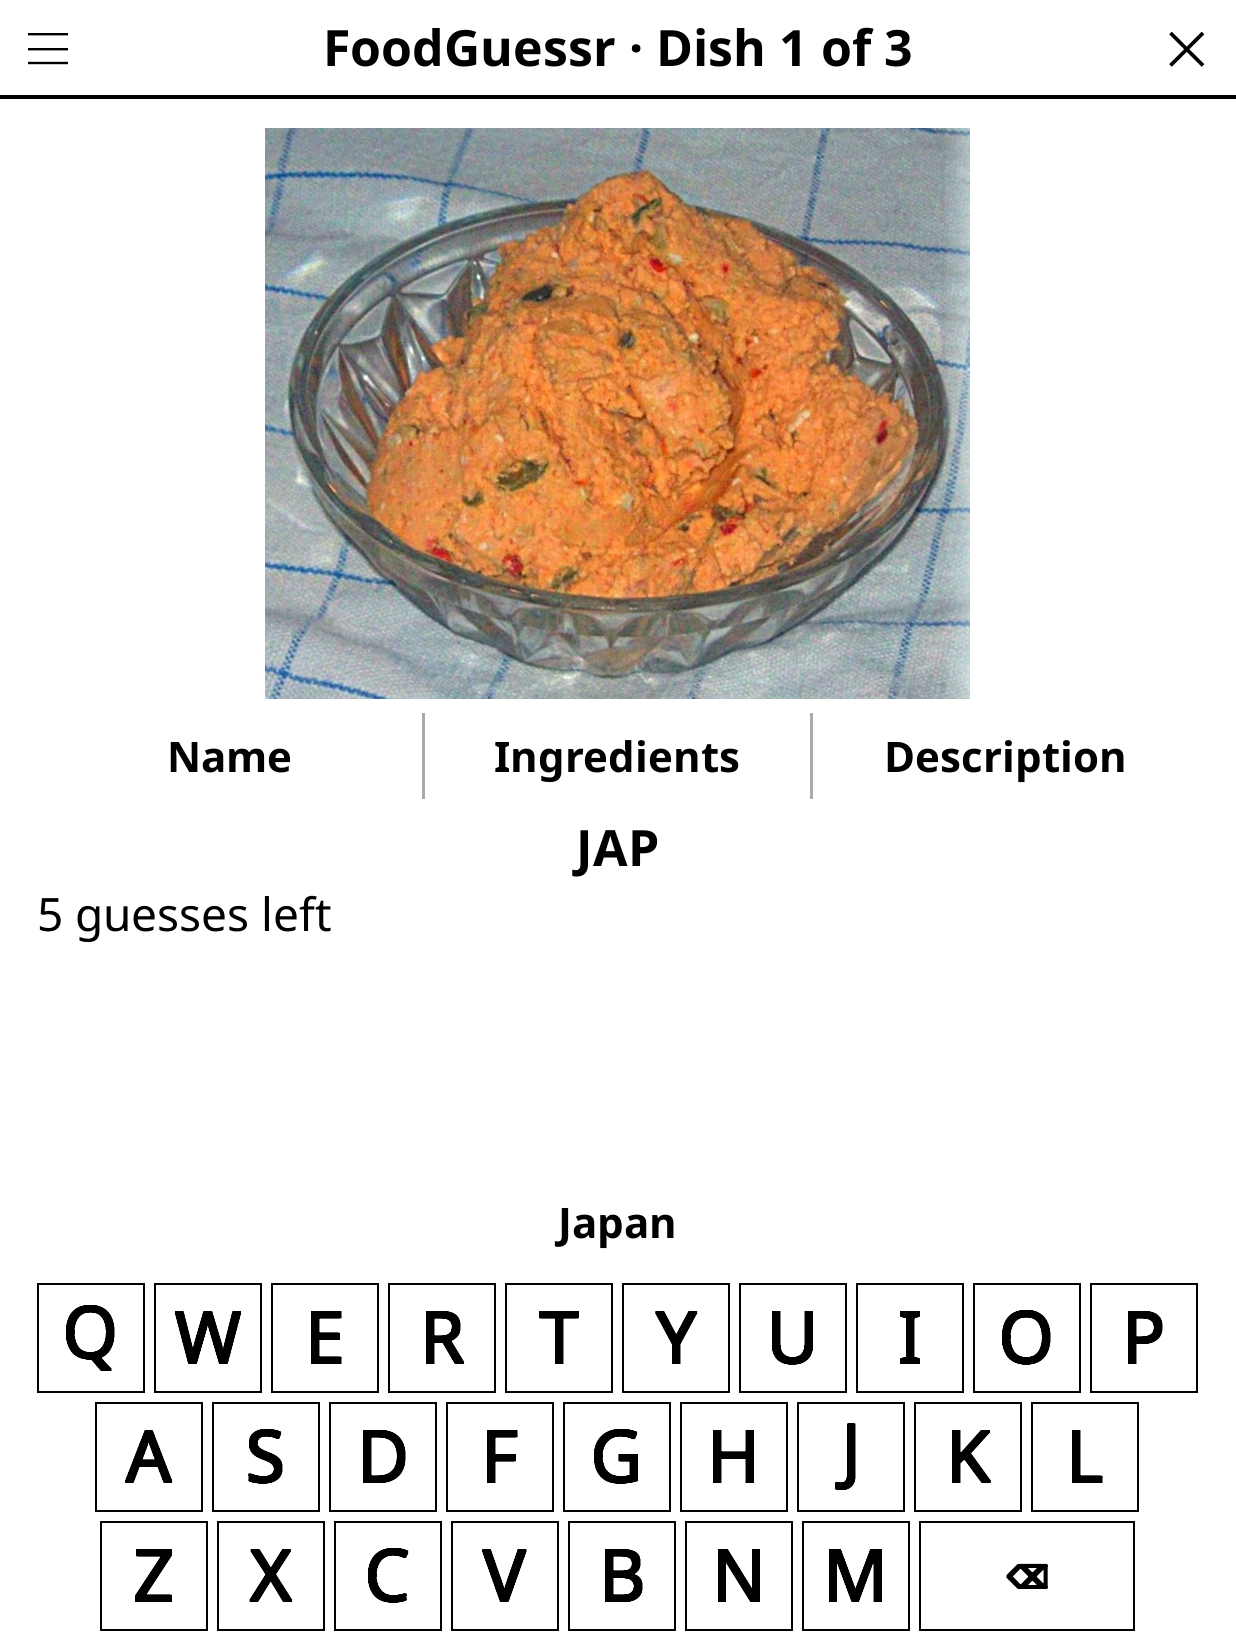 FoodGuessr · Dish 1 of 3
Name Ingredients Description
JAP
5 guesses left
Japan
Q W E R T Y U I O P
A S D F G H J K L
Z X C V B N M ⌫